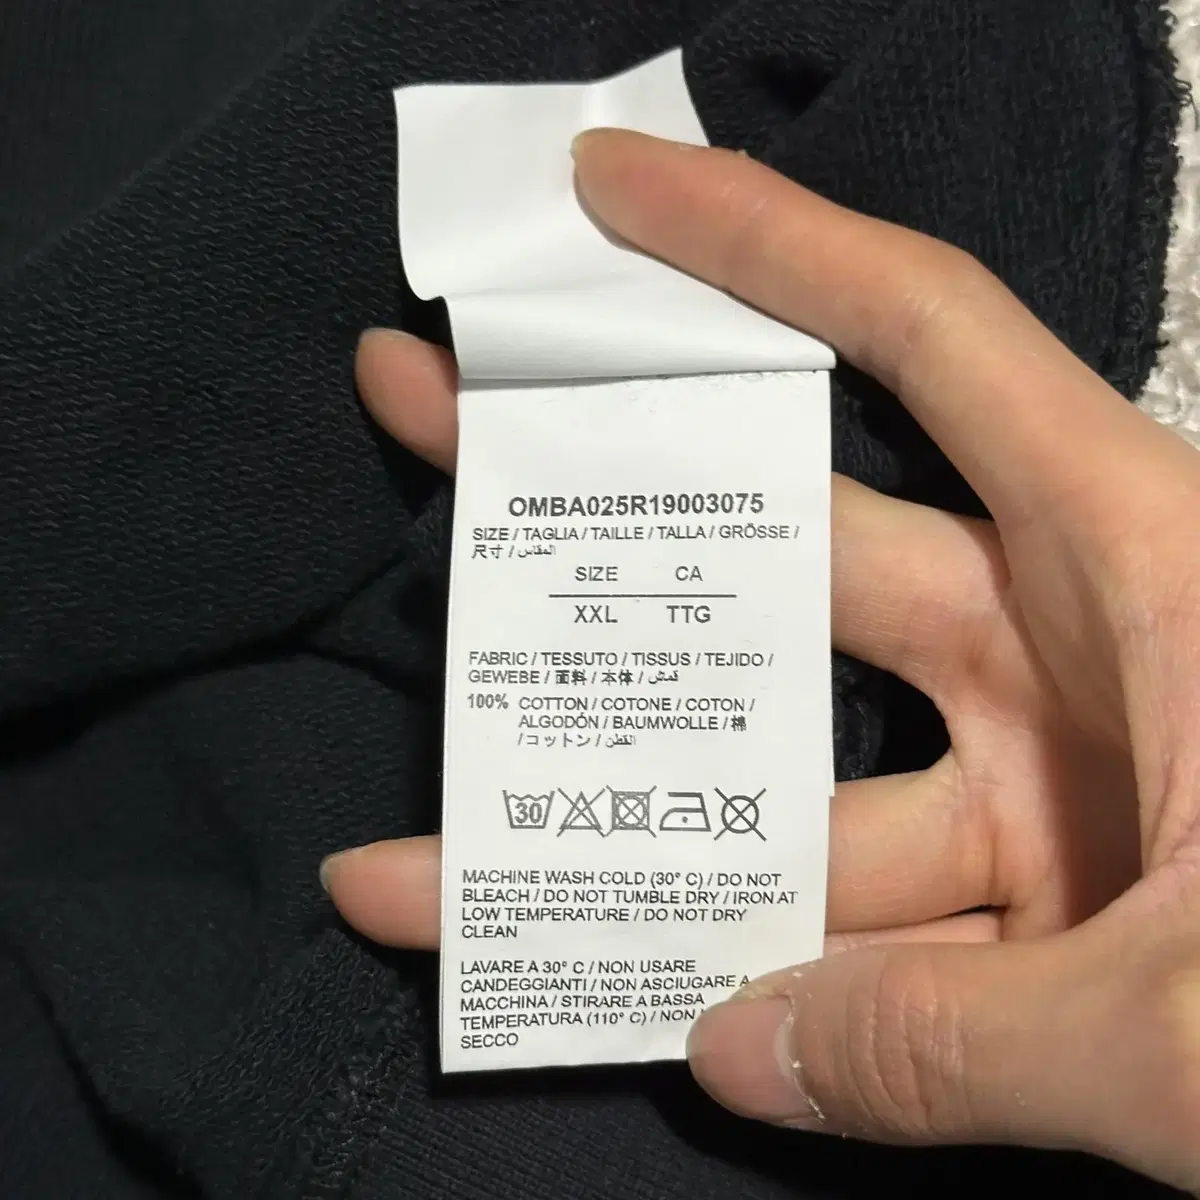 OMBA025R19003075
SIZE / TAGLIA / TAILLE / TALLA / GRÖSSE /
尺寸 / المقاس
SIZE CA
XXL TTG
FABRIC / TESSUTO / TISSUS / TEJIDO /
GEWEBE / 面料 / 本体 / قماش
100% COTTON / COTONE / COTON /
ALGODÓN / BAUMWOLLE / 棉
/ コットン / القطن
30
MACHINE WASH COLD (30° C) / DO NOT
BLEACH / DO NOT TUMBLE DRY / IRON AT
LOW TEMPERATURE / DO NOT DRY
CLEAN
LAVARE A 30° C / NON USARE
CANDEGGIANTI / NON ASCIUGARE A
MACCHINA / STIRARE A BASSA
TEMPERATURA (110° C) / NON
SECCO